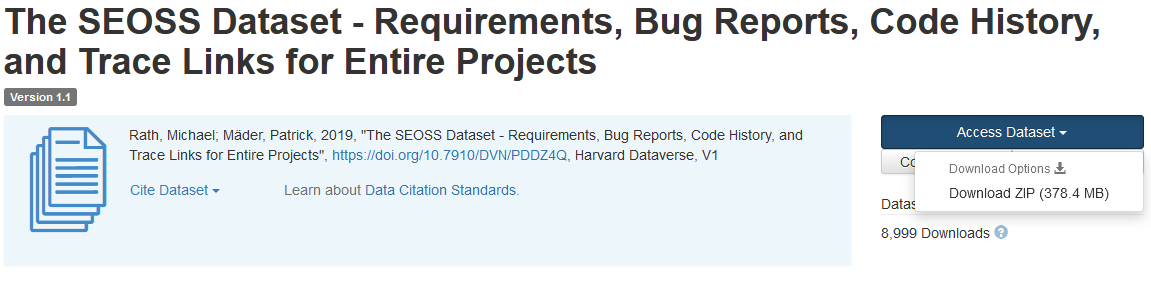 The SEOSS Dataset - Requirements, Bug Reports, Code History,
and Trace Links for Entire Projects
Version 1.1
Rath, Michael; Mäder, Patrick, 2019, "The SEOSS Dataset - Requirements, Bug Reports, Code History, and
Trace Links for Entire Projects", https://doi.org/10.7910/DVN/PDDZ4Q, Harvard Dataverse, V1
Cite Dataset
Learn about Data Citation Standards.
Access Dataset
Download Options
Download ZIP (378.4 MB)
8,999 Downloads